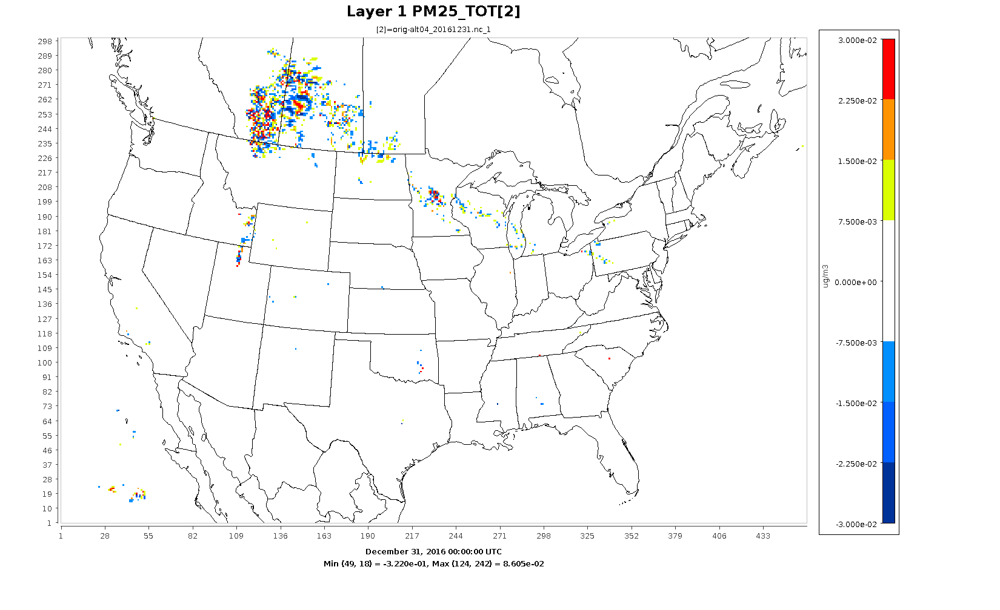 Layer 1 PM25_TOT[2]
[2]=orig-alt04_20161231.nc_1
298
289
280
271
262
253
244
235
226
217
208
199
190
181
172
163
154
145
136
127
118
109
100
91
82
73
64
55
46
37
28
19
10
1
1 28 55 82 109 136 163 190 217 244 271 298 325 352 379 406 433
3.000e-02
2.250e-02
1.500e-02
7.500e-03
0.000e+00
-7.500e-03
-1.500e-02
-2.250e-02
-3.000e-02
ug/m3
December 31, 2016 00:00:00 UTC
Min (49, 18) = -3.220e-01, Max (124, 242) = 8.605e-02